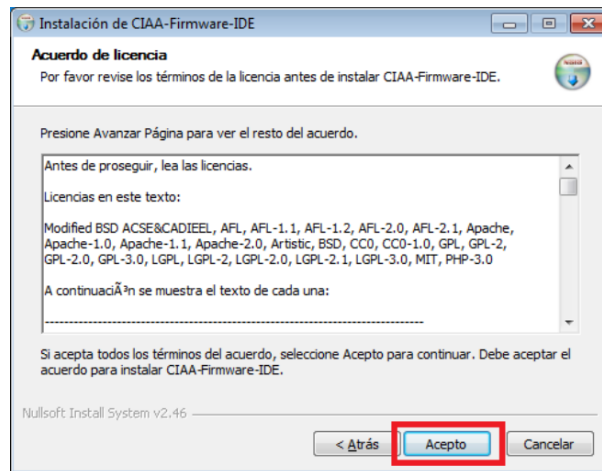 Instalación de CIAA-Firmware-IDE
Acuerdo de licencia
Por favor revise los términos de la licencia antes de instalar CIAA-Firmware-IDE.
Presione Avanzar Página para ver el resto del acuerdo.
Antes de proseguir, lea las licencias.
Licencias en este texto:
Modified BSD ACSE&CADIEEL, AFL, AFL-1.1, AFL-1.2, AFL-2.0, AFL-2.1, Apache,
Apache-1.0, Apache-1.1, Apache-2.0, Artistic, BSD, CC0, CC0-1.0, GPL, GPL-2,
GPL-2.0, GPL-3.0, LGPL, LGPL-2, LGPL-2.0, LGPL-2.1, LGPL-3.0, MIT, PHP-3.0
A continuaciÃ³n se muestra el texto de cada una:
--------------------------------------------------------------------------------
Si acepta todos los términos del acuerdo, seleccione Acepto para continuar. Debe aceptar el
acuerdo para instalar CIAA-Firmware-IDE.
Nullsoft Install System v2.46
< Atrás Acepto Cancelar